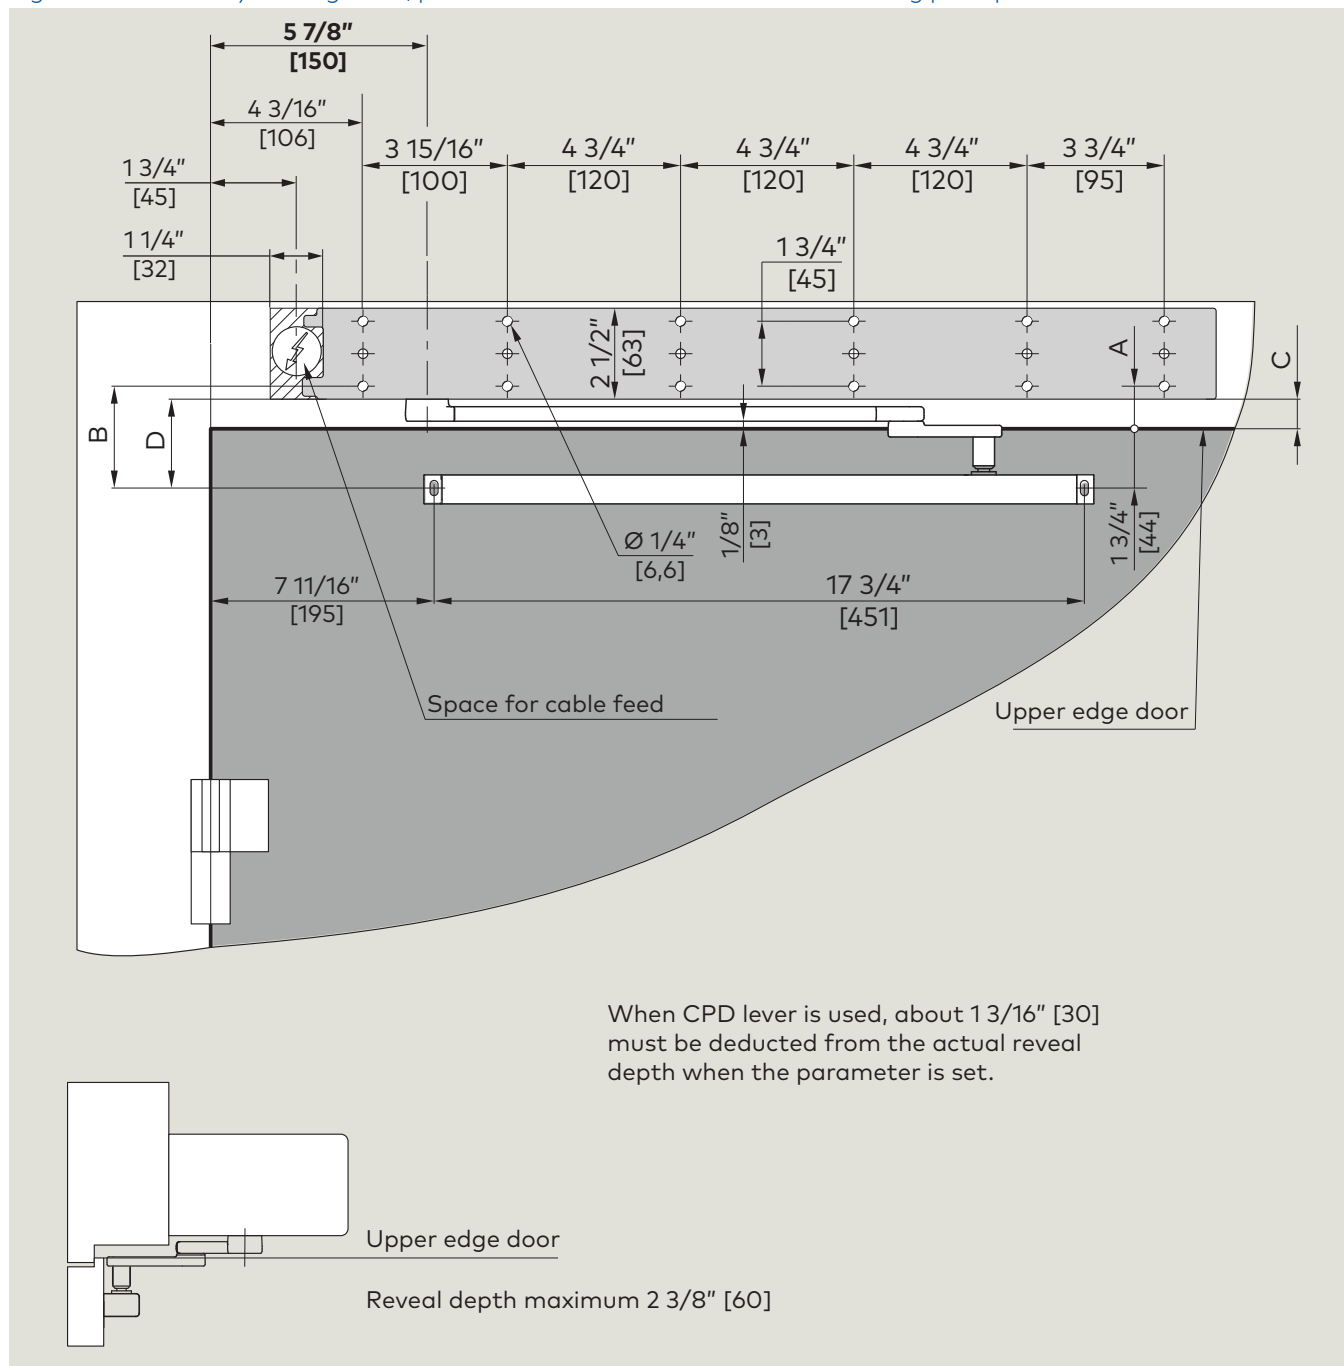 5 7/8"
[150]
4 3/16"
[106]
3 15/16"
[100]
4 3/4"
[120]
4 3/4"
[120]
4 3/4"
[120]
3 3/4"
[95]
1 3/4"
[45]
1 1/4"
[32]
1 3/4"
[45]
2 1/2"
[63]
A
C
B
D
Ø 1/4"
[6,6]
1/8"
[3]
1 3/4"
[44]
7 11/16"
[195]
17 3/4"
[451]
Space for cable feed
Upper edge door
When CPD lever is used, about 1 3/16" [30]
must be deducted from the actual reveal
depth when the parameter is set.
Upper edge door
Reveal depth maximum 2 3/8" [60]